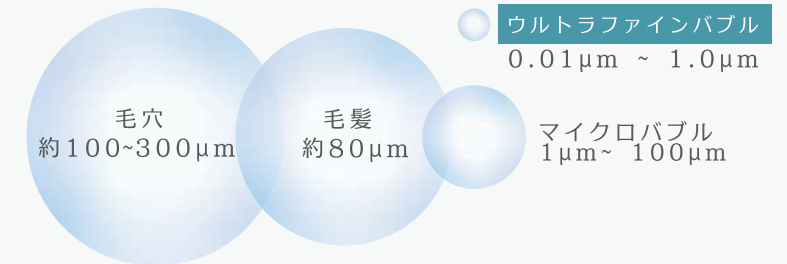 ウルトラファインバブル
0.01μm ~ 1.0μm
毛穴
約100~300μm
毛髪
約80μm
マイクロバブル
1μm~ 100μm